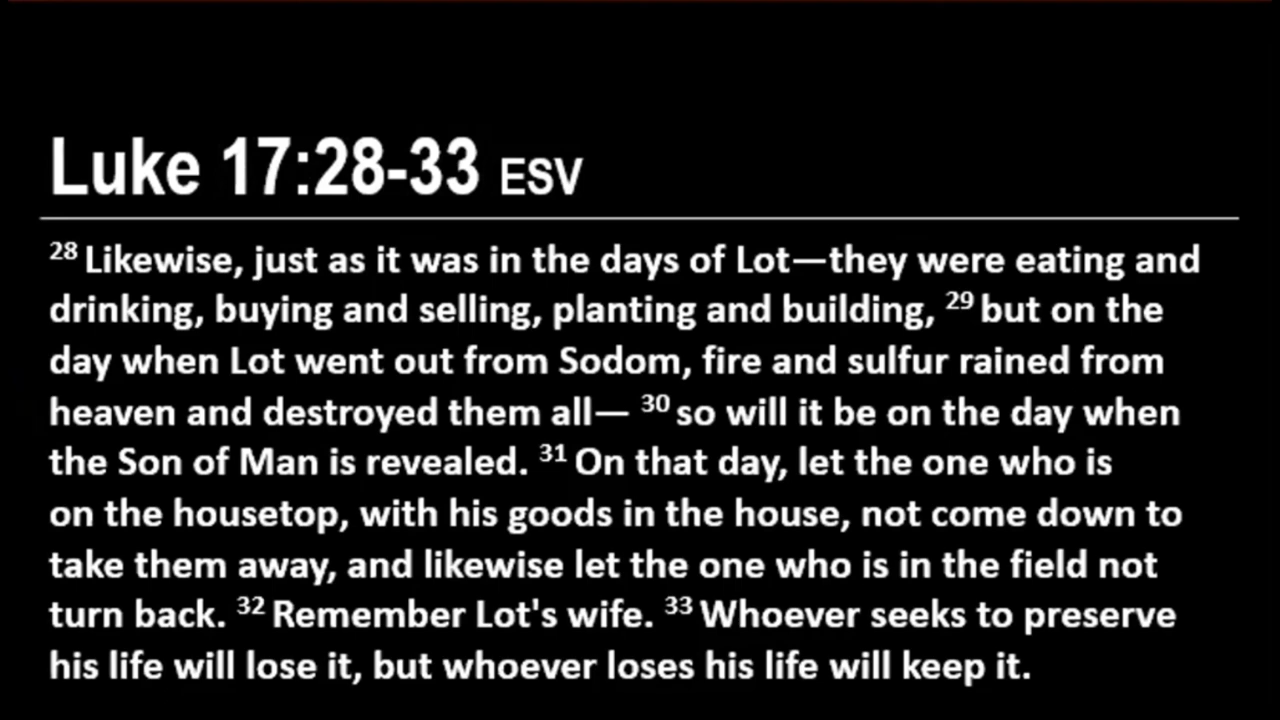 Luke 17:28-33 ESV
28 Likewise, just as it was in the days of Lot—they were eating and
drinking, buying and selling, planting and building, 29 but on the
day when Lot went out from Sodom, fire and sulfur rained from
heaven and destroyed them all— 30 so will it be on the day when
the Son of Man is revealed. 31 On that day, let the one who is
on the housetop, with his goods in the house, not come down to
take them away, and likewise let the one who is in the field not
turn back. 32 Remember Lot's wife. 33 Whoever seeks to preserve
his life will lose it, but whoever loses his life will keep it.